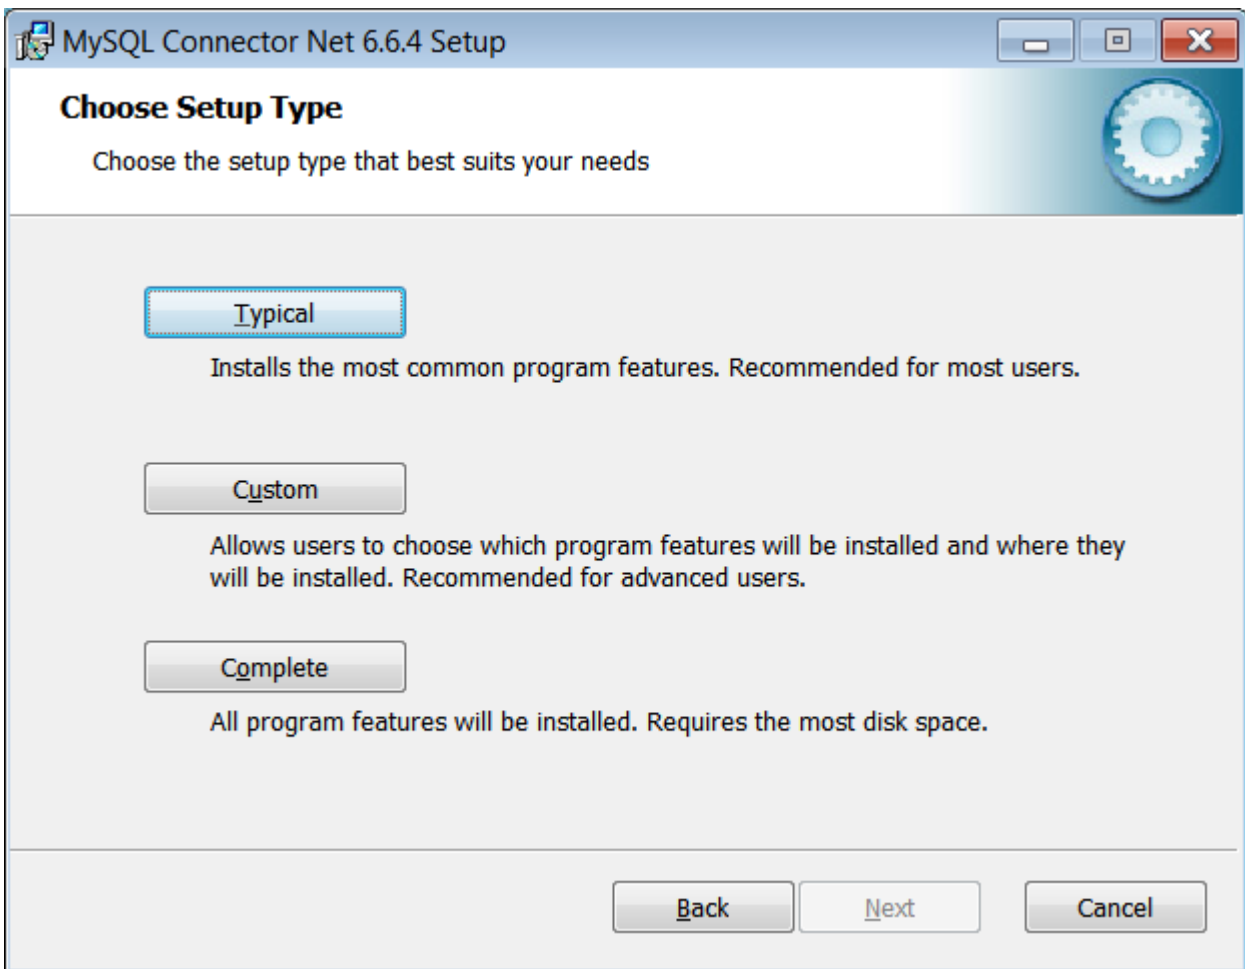 MySQL Connector Net 6.6.4 Setup
Choose Setup Type
Choose the setup type that best suits your needs
Typical
Installs the most common program features. Recommended for most users.
Custom
Allows users to choose which program features will be installed and where they
will be installed. Recommended for advanced users.
Complete
All program features will be installed. Requires the most disk space.
Back Next Cancel